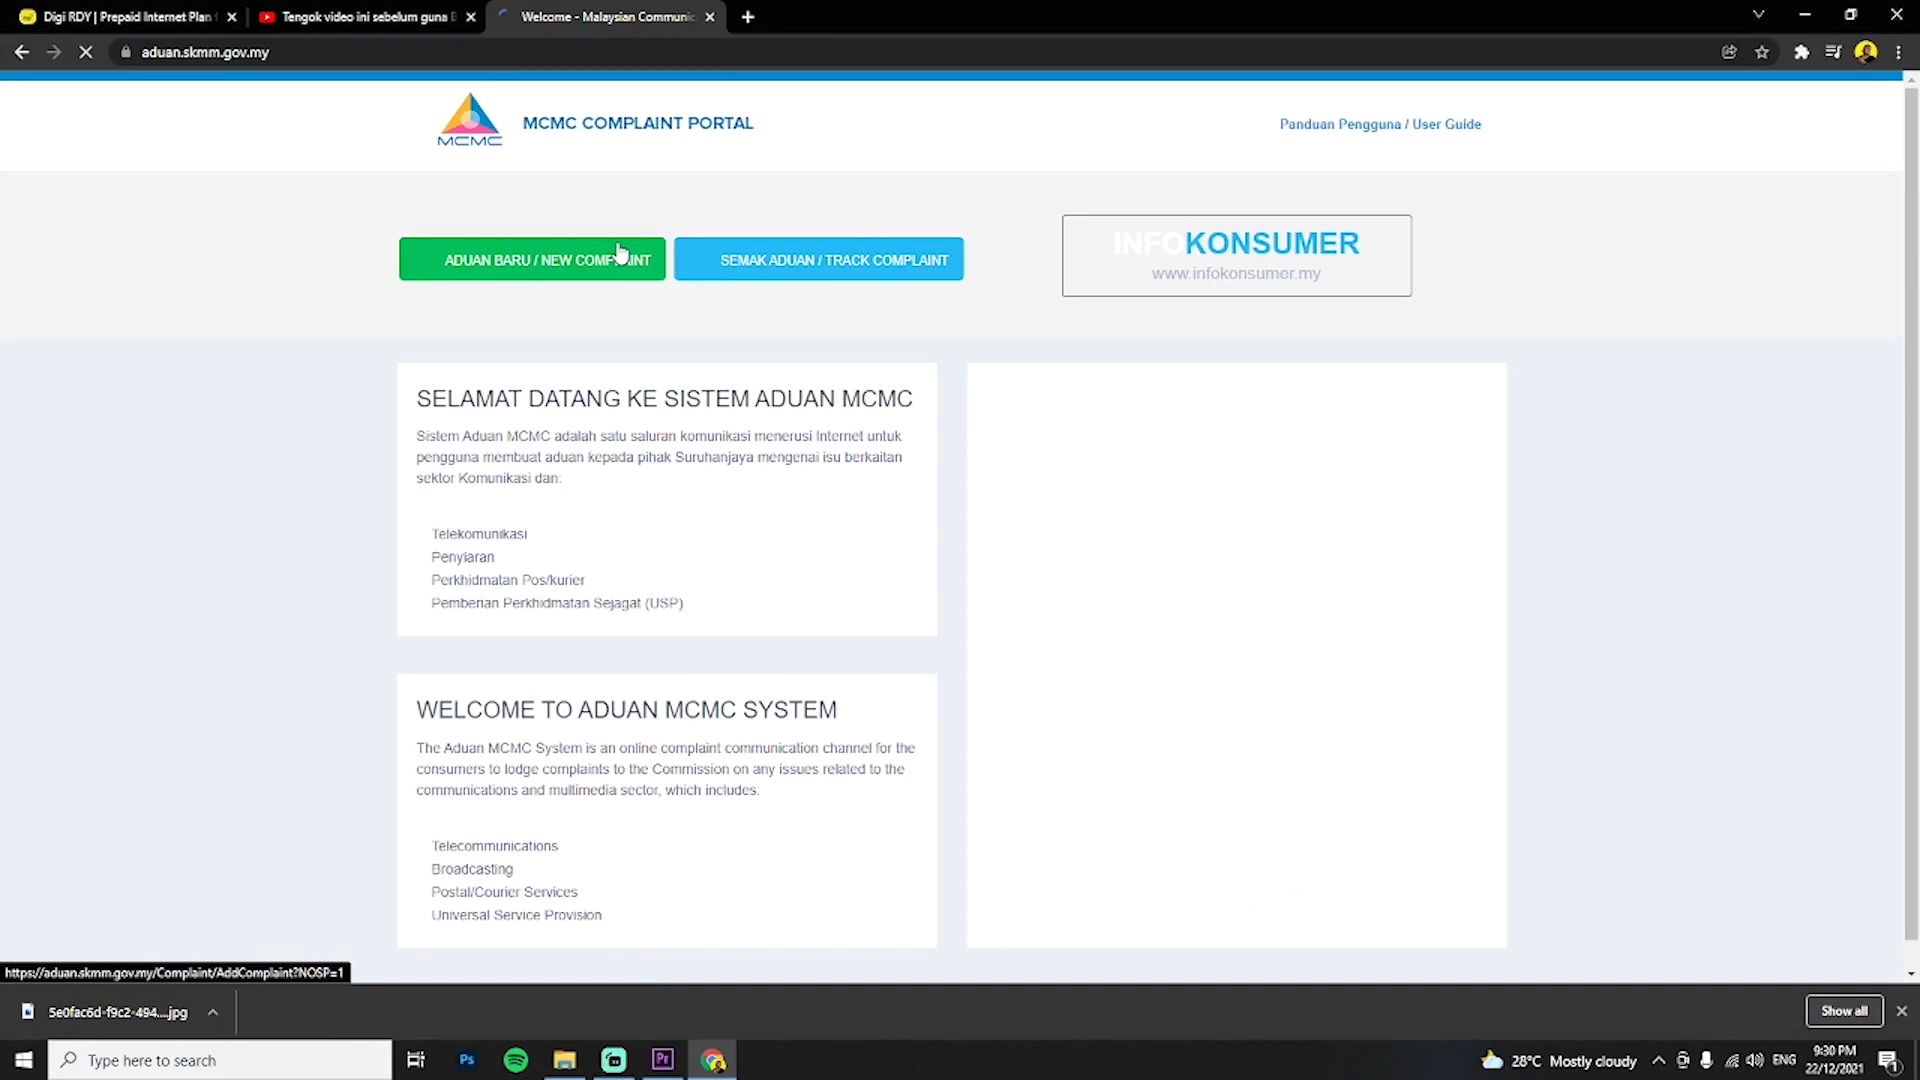 Digi RDY | Prepaid Internet Plan
Tengok video ini sebelum guna
Welcome - Malaysian Communic
aduan.skmm.gov.my
MCMC
MCMC COMPLAINT PORTAL
Panduan Pengguna / User Guide
ADUAN BARU / NEW COMPLAINT
SEMAK ADUAN / TRACK COMPLAINT
INFOKONSUMER
www.infokonsumer.my
SELAMAT DATANG KE SISTEM ADUAN MCMC
Sistem Aduan MCMC adalah satu saluran komunikasi menerusi Internet untuk
pengguna membuat aduan kepada pihak Suruhanjaya mengenai isu berkaitan
sektor Komunikasi dan:
Telekomunikasi
Penyiaran
Perkhidmatan Pos/kurier
Pemberian Perkhidmatan Sejagat (USP)
WELCOME TO ADUAN MCMC SYSTEM
The Aduan MCMC System is an online complaint communication channel for the
consumers to lodge complaints to the Commission on any issues related to the
communications and multimedia sector, which includes:
Telecommunications
Broadcasting
Postal/Courier Services
Universal Service Provision
https://aduan.skmm.gov.my/Complaint/AddComplaint?NOSP=1
5e0fac6d-f9c2-494....jpg
Show all
Type here to search
Ps
Pr
28°C Mostly cloudy
ENG
9:30 PM
22/12/2021
1